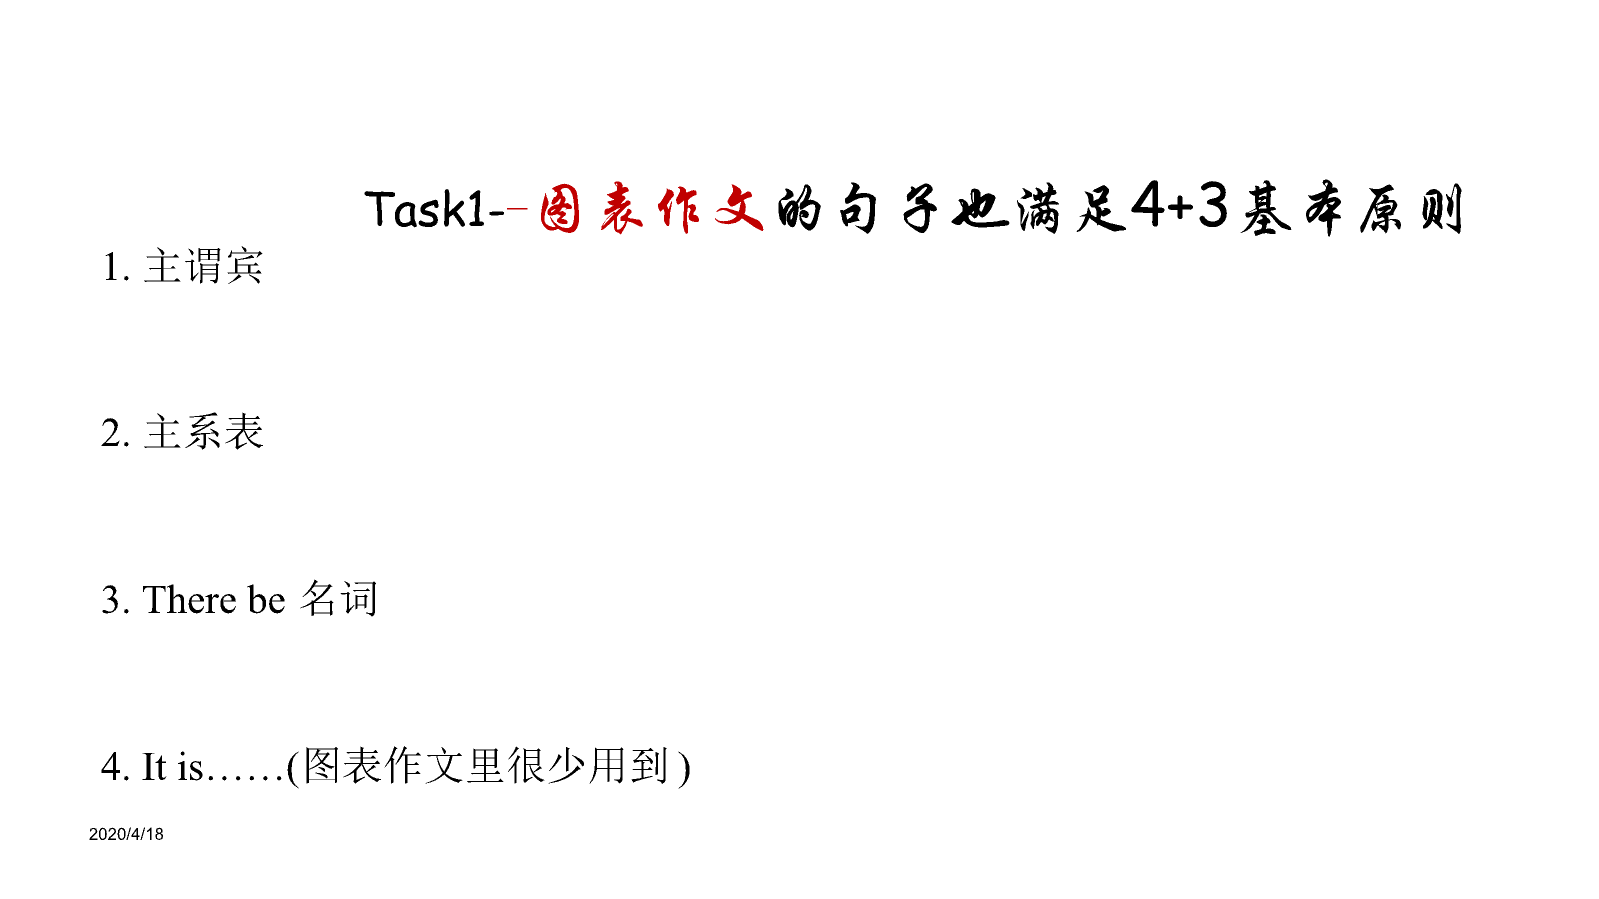 Task1--图表作文的句子也满足4+3基本原则
1. 主谓宾
2. 主系表
3. There be 名词
4. It is……(图表作文里很少用到)
2020/4/18